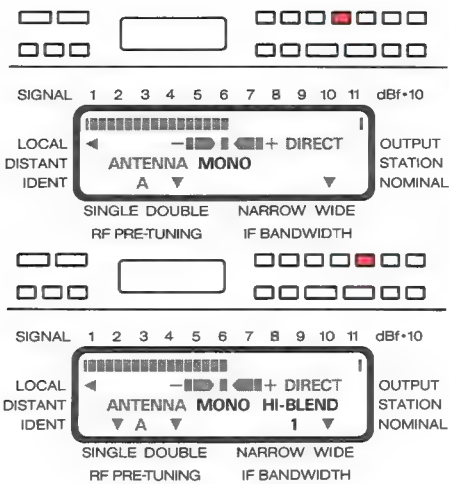 SIGNAL 1 2 3 4 5 6 7 8 9 10 11 dBf•10
LOCAL − + DIRECT OUTPUT
DISTANT ANTENNA MONO STATION
IDENT A NOMINAL
SINGLE DOUBLE NARROW WIDE
RF PRE-TUNING IF BANDWIDTH
SIGNAL 1 2 3 4 5 6 7 8 9 10 11 dBf•10
LOCAL − + DIRECT OUTPUT
DISTANT ANTENNA MONO HI-BLEND STATION
IDENT A 1 NOMINAL
SINGLE DOUBLE NARROW WIDE
RF PRE-TUNING IF BANDWIDTH